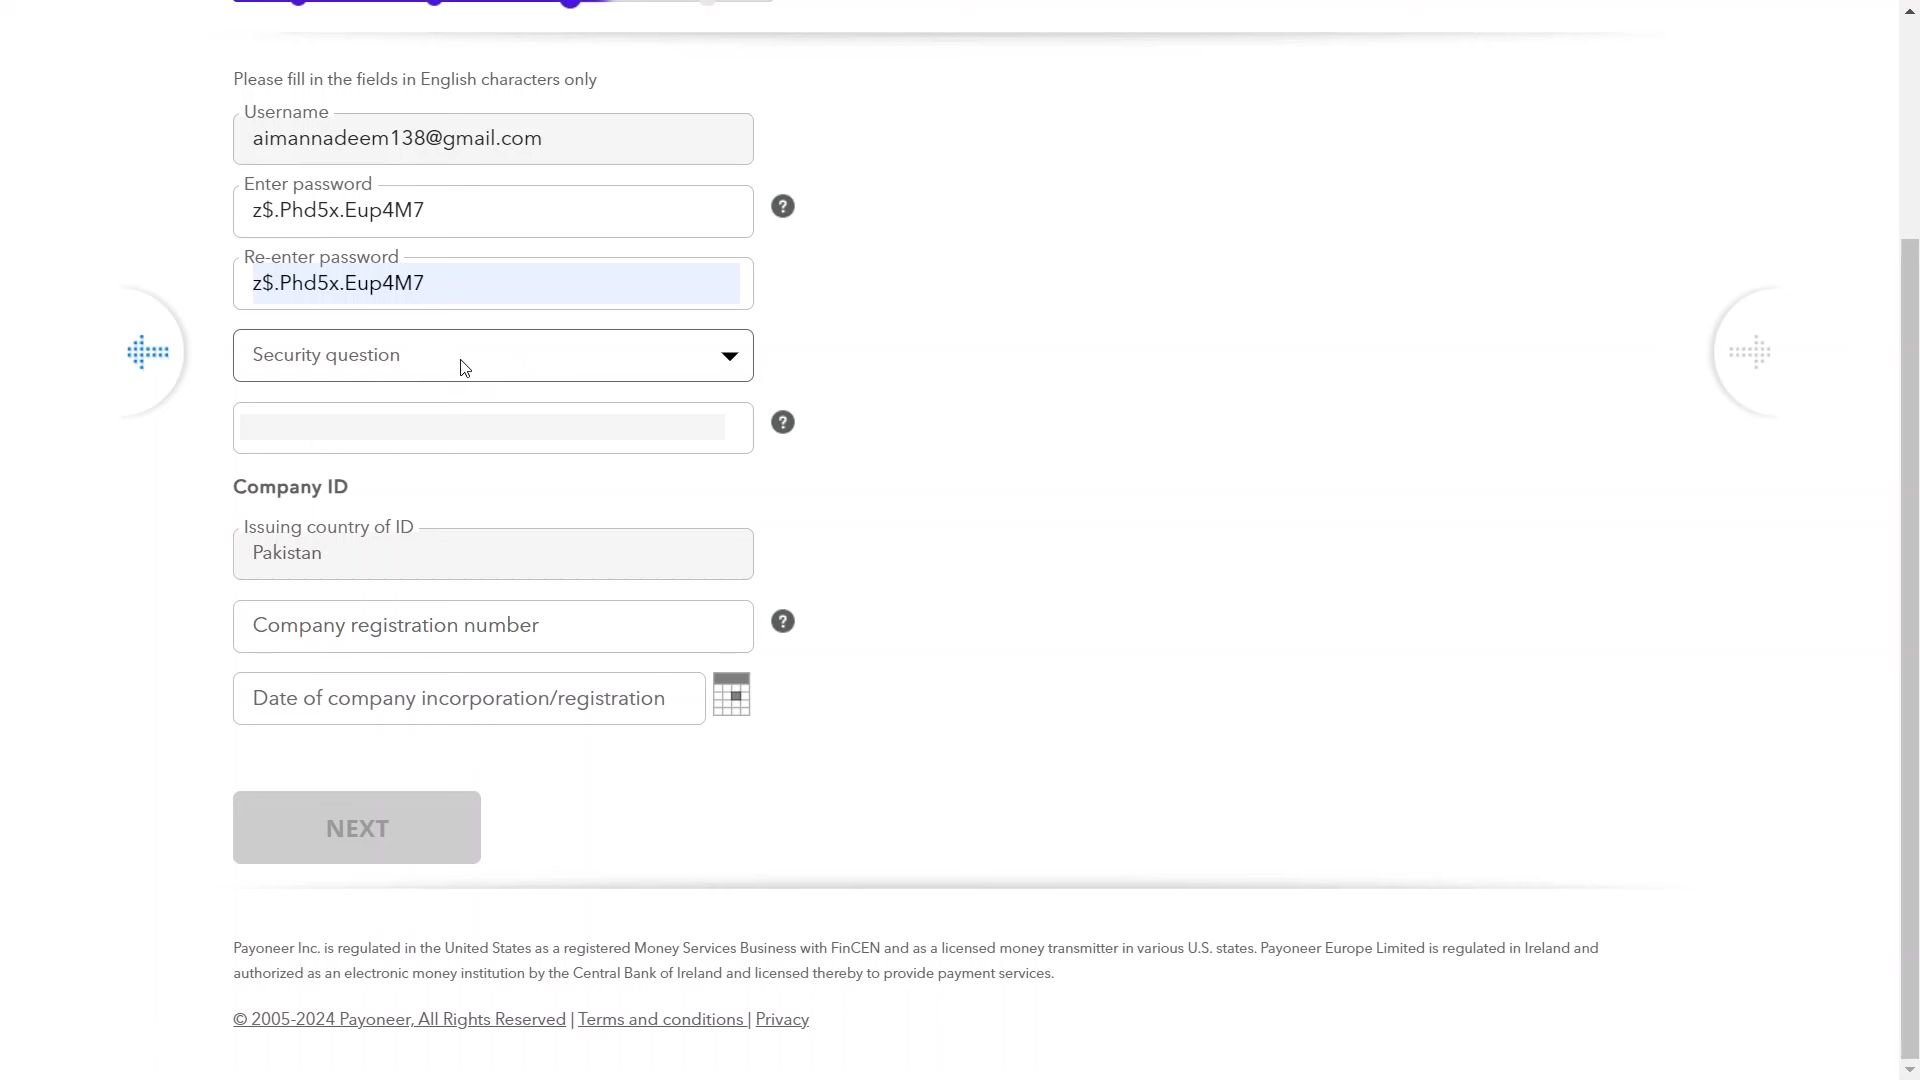 Please fill in the fields in English characters only
Username
aimannadeem138@gmail.com
Enter password
z$.Phd5x.Eup4M7
?
Re-enter password
z$.Phd5x.Eup4M7
Security question
?
Company ID
Issuing country of ID
Pakistan
Company registration number
?
Date of company incorporation/registration
NEXT
Payoneer Inc. is regulated in the United States as a registered Money Services Business with FinCEN and as a licensed money transmitter in various U.S. states. Payoneer Europe Limited is regulated in Ireland and
authorized as an electronic money institution by the Central Bank of Ireland and licensed thereby to provide payment services.
© 2005-2024 Payoneer, All Rights Reserved | Terms and conditions | Privacy